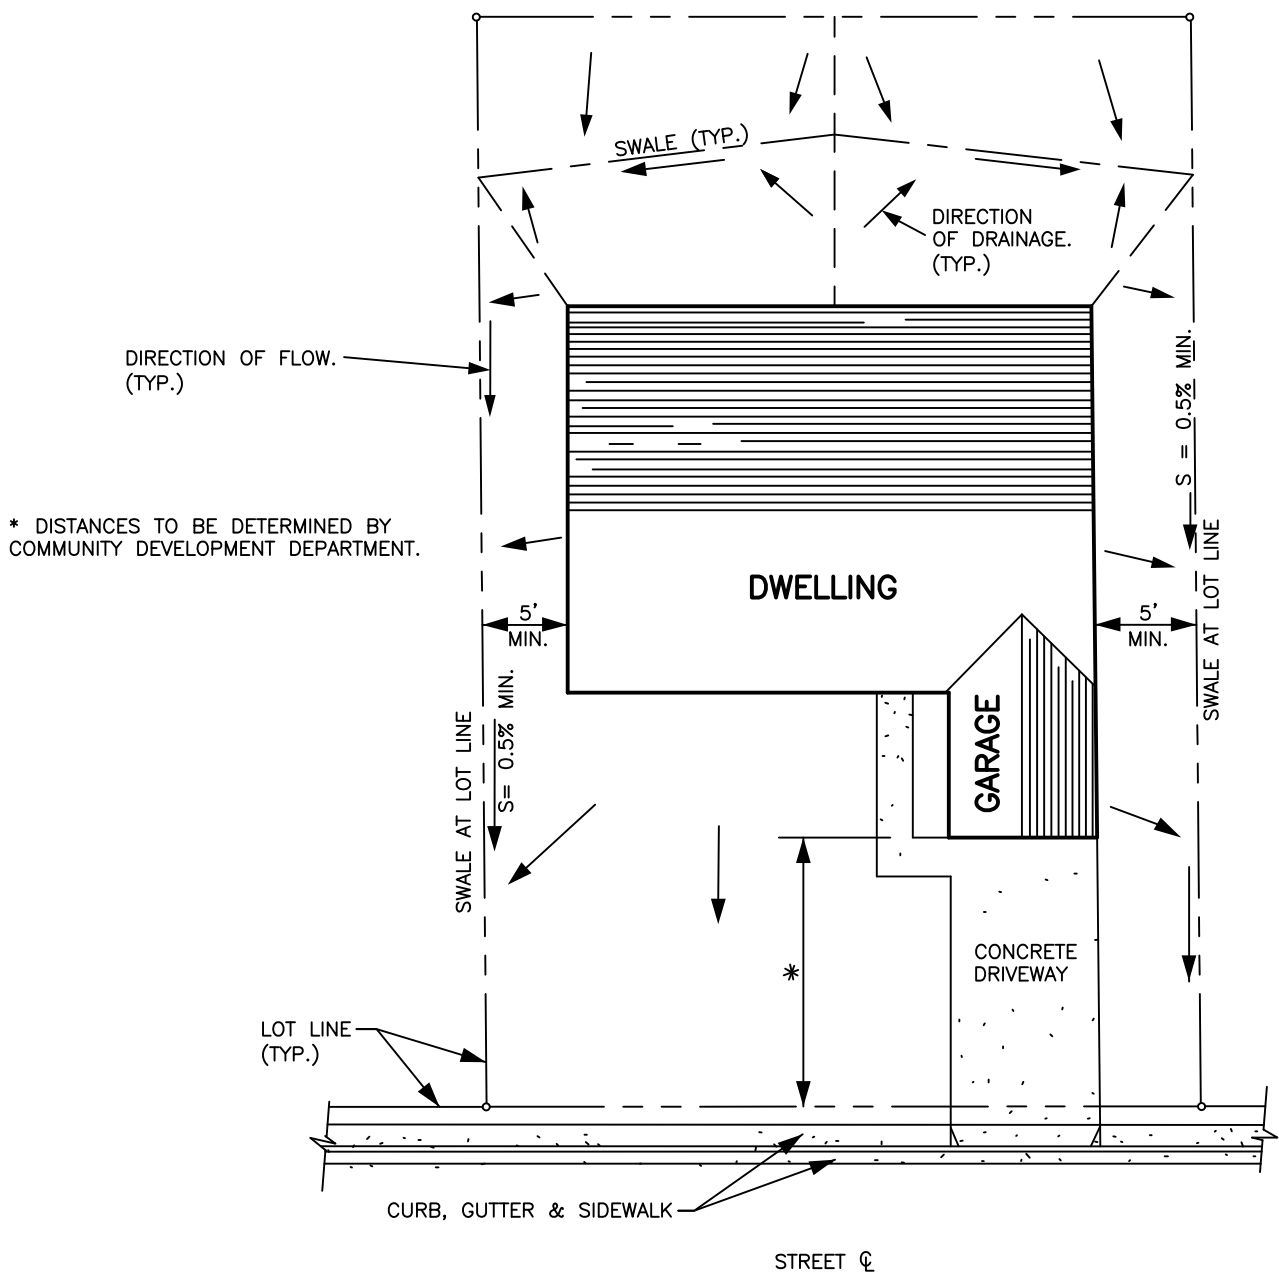 SWALE (TYP.)
DIRECTION
OF DRAINAGE.
(TYP.)
DIRECTION OF FLOW.
(TYP.)
S = 0.5% MIN.
* DISTANCES TO BE DETERMINED BY
COMMUNITY DEVELOPMENT DEPARTMENT.
DWELLING
5'
MIN.
5'
MIN.
SWALE AT LOT LINE
S= 0.5% MIN.
SWALE AT LOT LINE
GARAGE
*
CONCRETE
DRIVEWAY
LOT LINE
(TYP.)
CURB, GUTTER & SIDEWALK
STREET ℄